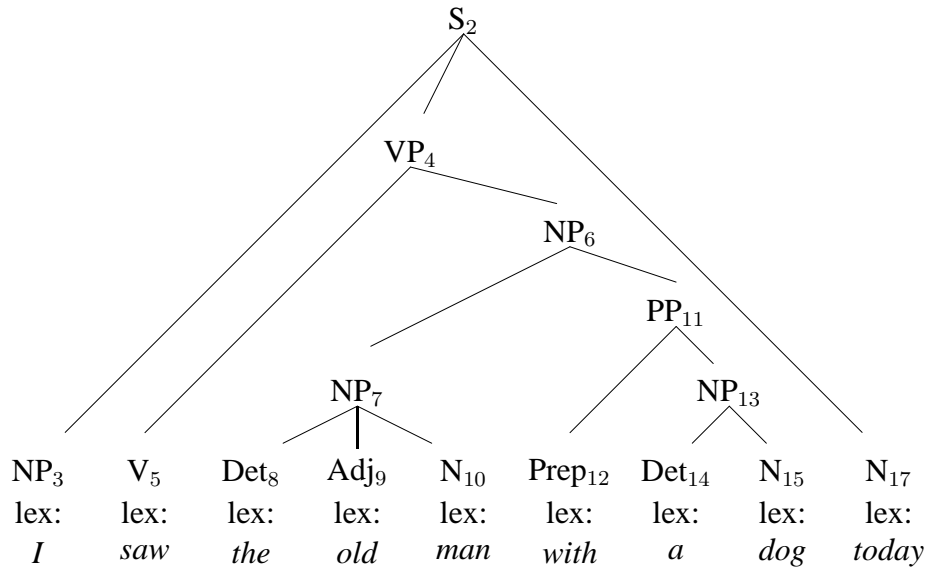 S₂
VP₄
NP₆
PP₁₁
NP₇ NP₁₃
NP₃ V₅ Det₈ Adj₉ N₁₀ Prep₁₂ Det₁₄ N₁₅ N₁₇
lex: lex: lex: lex: lex: lex: lex: lex: lex:
I saw the old man with a dog today